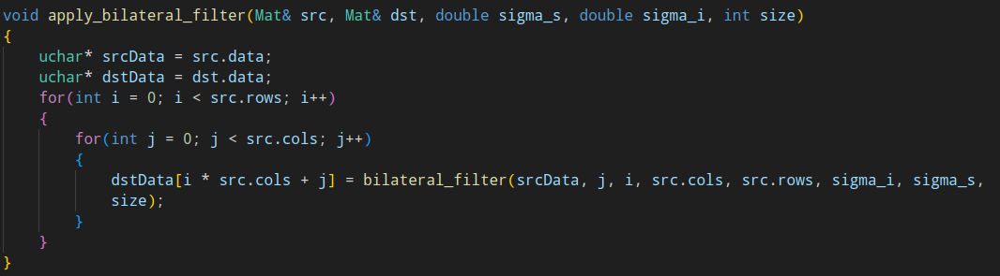 void apply_bilateral_filter(Mat& src, Mat& dst, double sigma_s, double sigma_i, int size)
{
    uchar* srcData = src.data;
    uchar* dstData = dst.data;
    for(int i = 0; i < src.rows; i++)
    {
        for(int j = 0; j < src.cols; j++)
        {
            dstData[i * src.cols + j] = bilateral_filter(srcData, j, i, src.cols, src.rows, sigma_i, sigma_s,
            size);
        }
    }
}